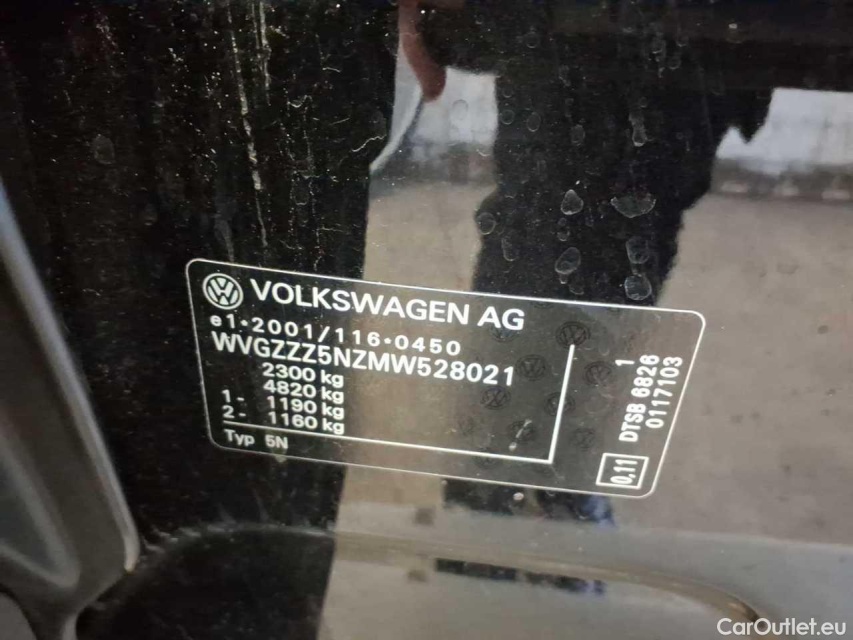 VOLKSWAGEN AG
e1*2001/116*0450
WVGZZZ5NZMW528021
2300 kg
4820 kg
1- 1190 kg
2- 1160 kg
Typ 5N
1
DTSB 6826
0117103
0,11
CarOutlet.eu